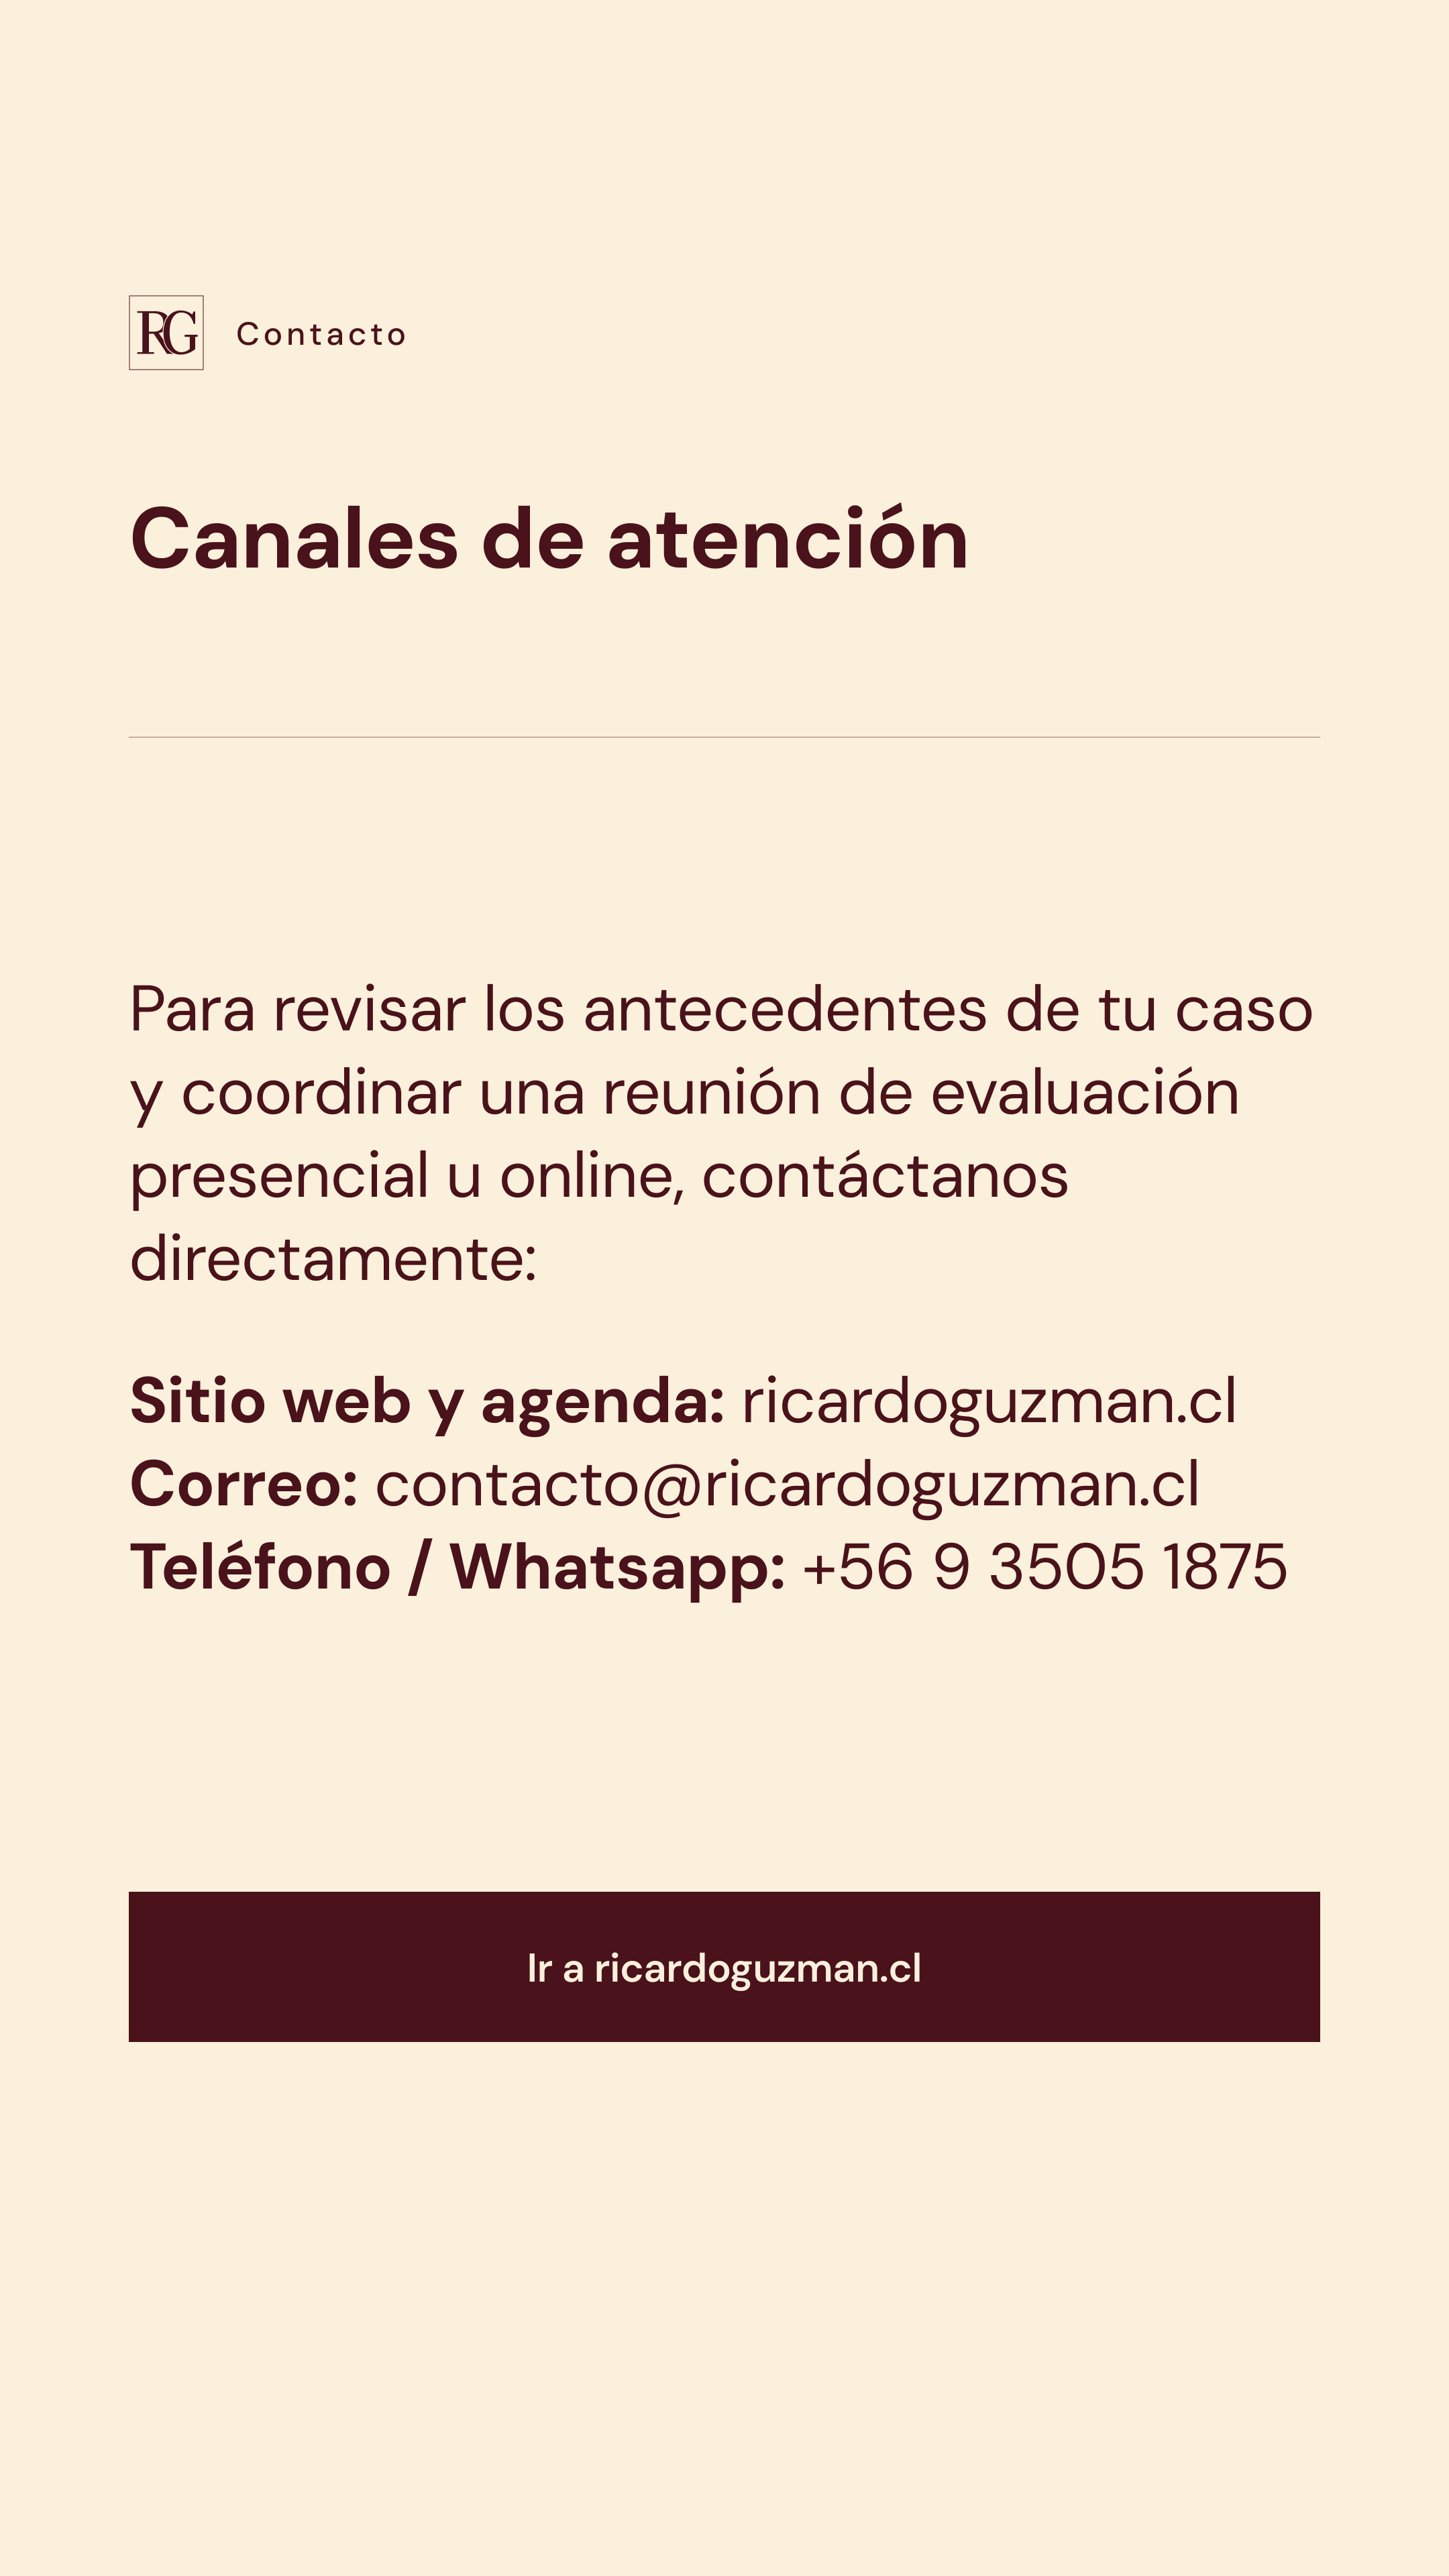 RG
Contacto
Canales de atención
Para revisar los antecedentes de tu caso
y coordinar una reunión de evaluación
presencial u online, contáctanos
directamente:
Sitio web y agenda: ricardoguzman.cl
Correo: contacto@ricardoguzman.cl
Teléfono / Whatsapp: +56 9 3505 1875
Ir a ricardoguzman.cl